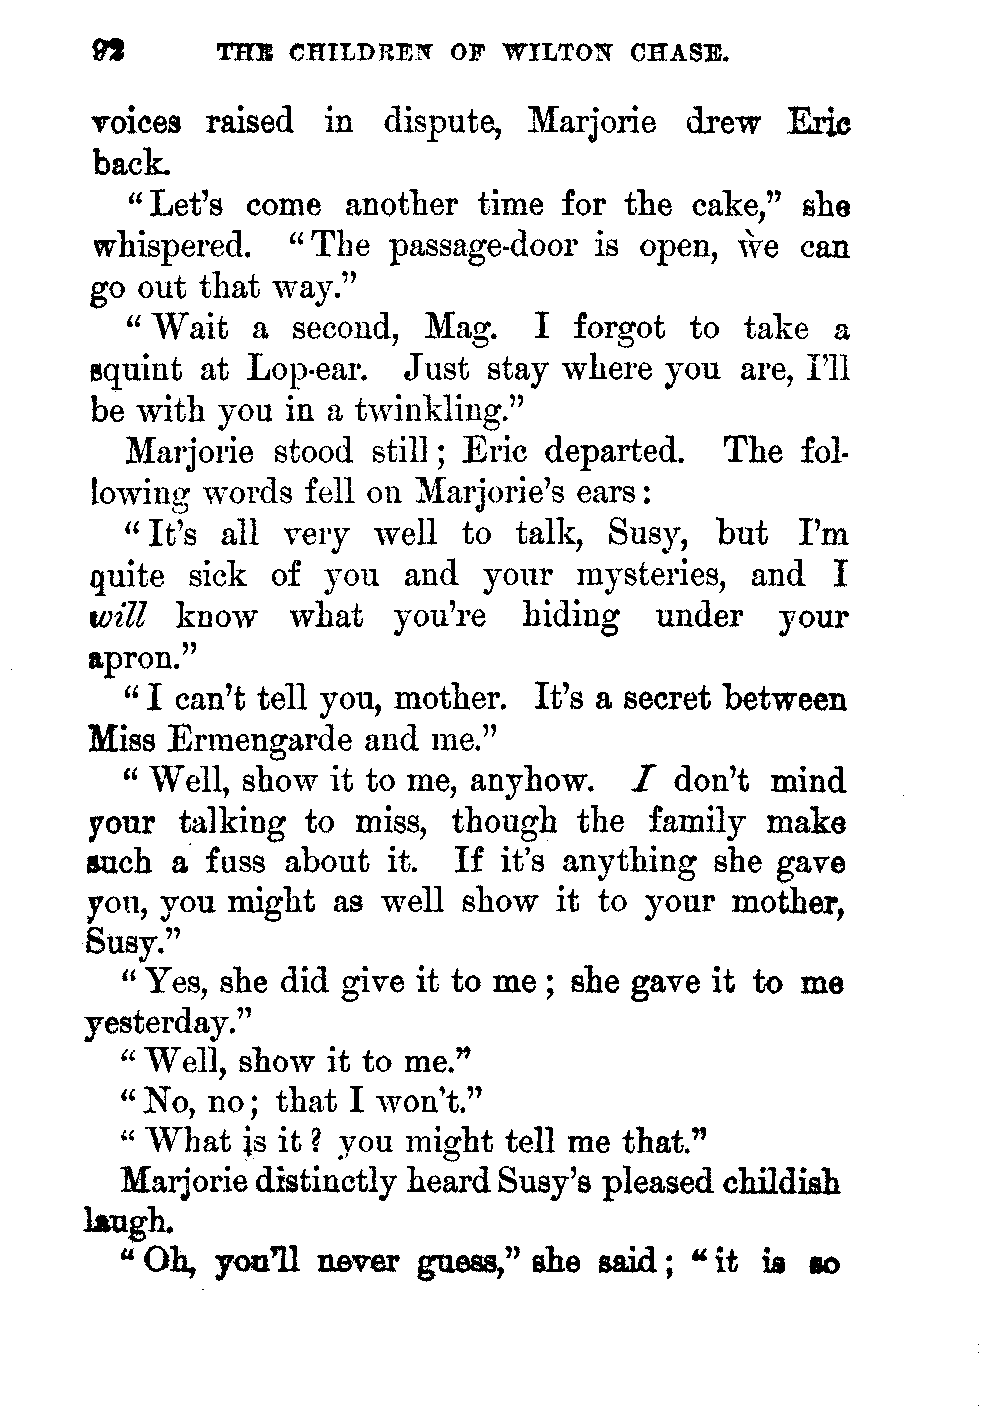 92 THE CHILDREN OF WILTON CHASE.
voices raised in dispute, Marjorie drew Eric
back.
“Let’s come another time for the cake,” she
whispered. “The passage-door is open, we can
go out that way.”
“Wait a second, Mag. I forgot to take a
squint at Lop-ear. Just stay where you are, I’ll
be with you in a twinkling.”
Marjorie stood still; Eric departed. The fol-
lowing words fell on Marjorie’s ears:
“It’s all very well to talk, Susy, but I’m
quite sick of you and your mysteries, and I
will know what you’re hiding under your
apron.”
“I can’t tell you, mother. It’s a secret between
Miss Ermengarde and me.”
“Well, show it to me, anyhow. I don’t mind
your talking to miss, though the family make
such a fuss about it. If it’s anything she gave
you, you might as well show it to your mother,
Susy.”
“Yes, she did give it to me; she gave it to me
yesterday.”
“Well, show it to me.”
“No, no; that I won’t.”
“What is it? you might tell me that.”
Marjorie distinctly heard Susy’s pleased childish
laugh.
“Oh, you’ll never guess,” she said; “it is so